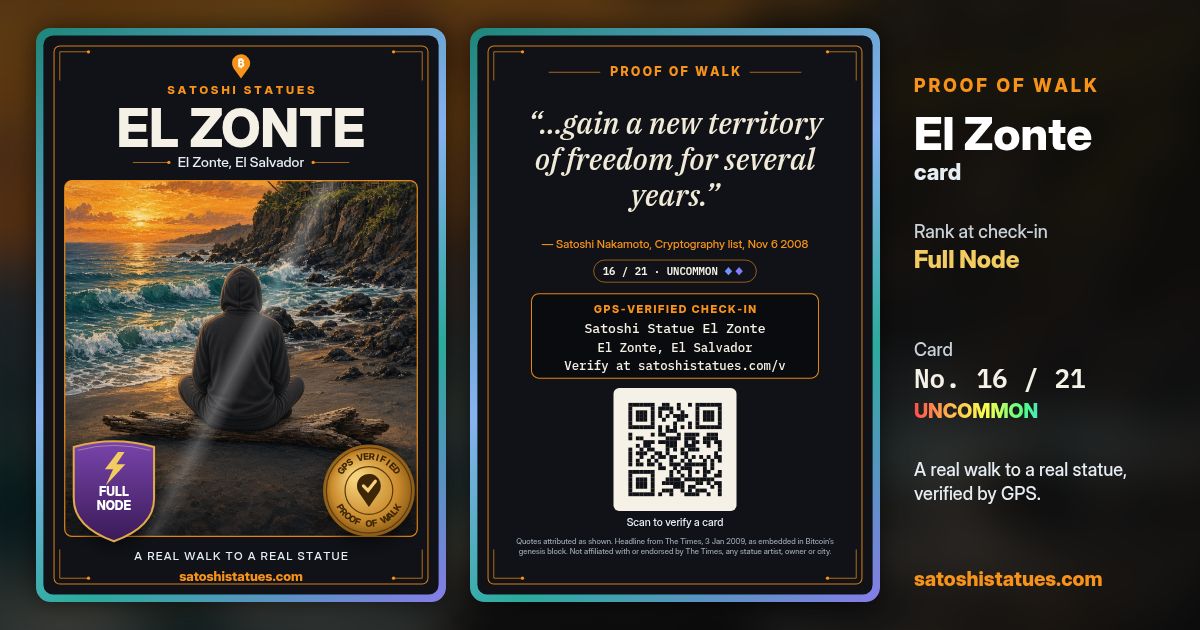 ₿
SATOSHI STATUES
EL ZONTE
El Zonte, El Salvador
FULL
NODE
GPS VERIFIED
PROOF OF WALK
A REAL WALK TO A REAL STATUE
satoshistatues.com
PROOF OF WALK
“...gain a new territory
of freedom for several
years.”
— Satoshi Nakamoto, Cryptography list, Nov 6 2008
16 / 21 · UNCOMMON ◆◆
GPS-VERIFIED CHECK-IN
Satoshi Statue El Zonte
El Zonte, El Salvador
Verify at satoshistatues.com/v
Scan to verify a card
Quotes attributed as shown. Headline from The Times, 3 Jan 2009, as embedded in Bitcoin's
genesis block. Not affiliated with or endorsed by The Times, any statue artist, owner or city.
PROOF OF WALK
El Zonte
card
Rank at check-in
Full Node
Card
No. 16 / 21
UNCOMMON
A real walk to a real statue,
verified by GPS.
satoshistatues.com